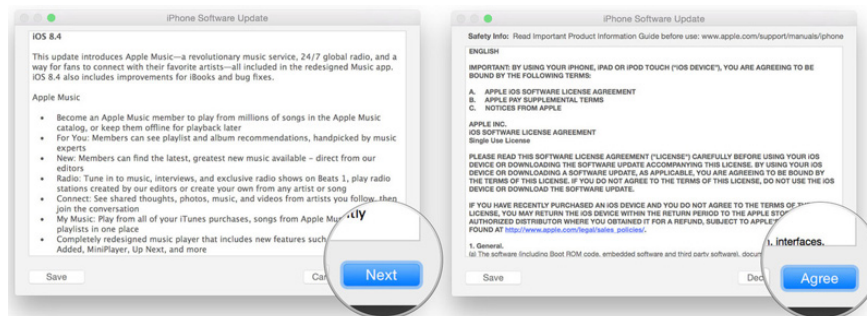 iPhone Software Update
iOS 8.4
This update introduces Apple Music—a revolutionary music service, 24/7 global radio, and a
way for fans to connect with their favorite artists—all included in the redesigned Music app.
iOS 8.4 also includes improvements for iBooks and bug fixes.
Apple Music
• Become an Apple Music member to play from millions of songs in the Apple Music
catalog, or keep them offline for playback later
• For You: Members can see playlist and album recommendations, handpicked by music
experts
• New: Members can find the latest, greatest new music available - direct from our
editors
• Radio: Tune in to music, interviews, and exclusive radio shows on Beats 1, play radio
stations created by our editors or create your own from any artist or song
• Connect: See shared thoughts, photos, music, and videos from artists you follow, then
join the conversation
• My Music: Play from all of your iTunes purchases, songs from Apple
playlists in one place
• Completely redesigned music player that includes new features such
Added, MiniPlayer, Up Next, and more
Save
Next
iPhone Software Update
Safety Info: Read Important Product Information Guide before use: www.apple.com/support/manuals/iphone
ENGLISH
IMPORTANT: BY USING YOUR IPHONE, IPAD OR IPOD TOUCH ("iOS DEVICE"), YOU ARE AGREEING TO BE
BOUND BY THE FOLLOWING TERMS:
A. APPLE iOS SOFTWARE LICENSE AGREEMENT
B. APPLE PAY SUPPLEMENTAL TERMS
C. NOTICES FROM APPLE
APPLE INC.
iOS SOFTWARE LICENSE AGREEMENT
Single Use License
PLEASE READ THIS SOFTWARE LICENSE AGREEMENT ("LICENSE") CAREFULLY BEFORE USING YOUR iOS
DEVICE OR DOWNLOADING THE SOFTWARE UPDATE ACCOMPANYING THIS LICENSE. BY USING YOUR iOS
DEVICE OR DOWNLOADING A SOFTWARE UPDATE, AS APPLICABLE, YOU ARE AGREEING TO BE BOUND BY
THE TERMS OF THIS LICENSE. IF YOU DO NOT AGREE TO THE TERMS OF THIS LICENSE, DO NOT USE THE iOS
DEVICE OR DOWNLOAD THE SOFTWARE UPDATE.
IF YOU HAVE RECENTLY PURCHASED AN iOS DEVICE AND YOU DO NOT AGREE TO THE TERMS OF
LICENSE, YOU MAY RETURN THE iOS DEVICE WITHIN THE RETURN PERIOD TO THE APPLE
AUTHORIZED DISTRIBUTOR WHERE YOU OBTAINED IT FOR A REFUND, SUBJECT TO
FOUND AT http://www.apple.com/legal/sales_policies/.
interfaces,
1. General.
(a) The software (including Boot ROM code, embedded software and third party software),
Save
Agree